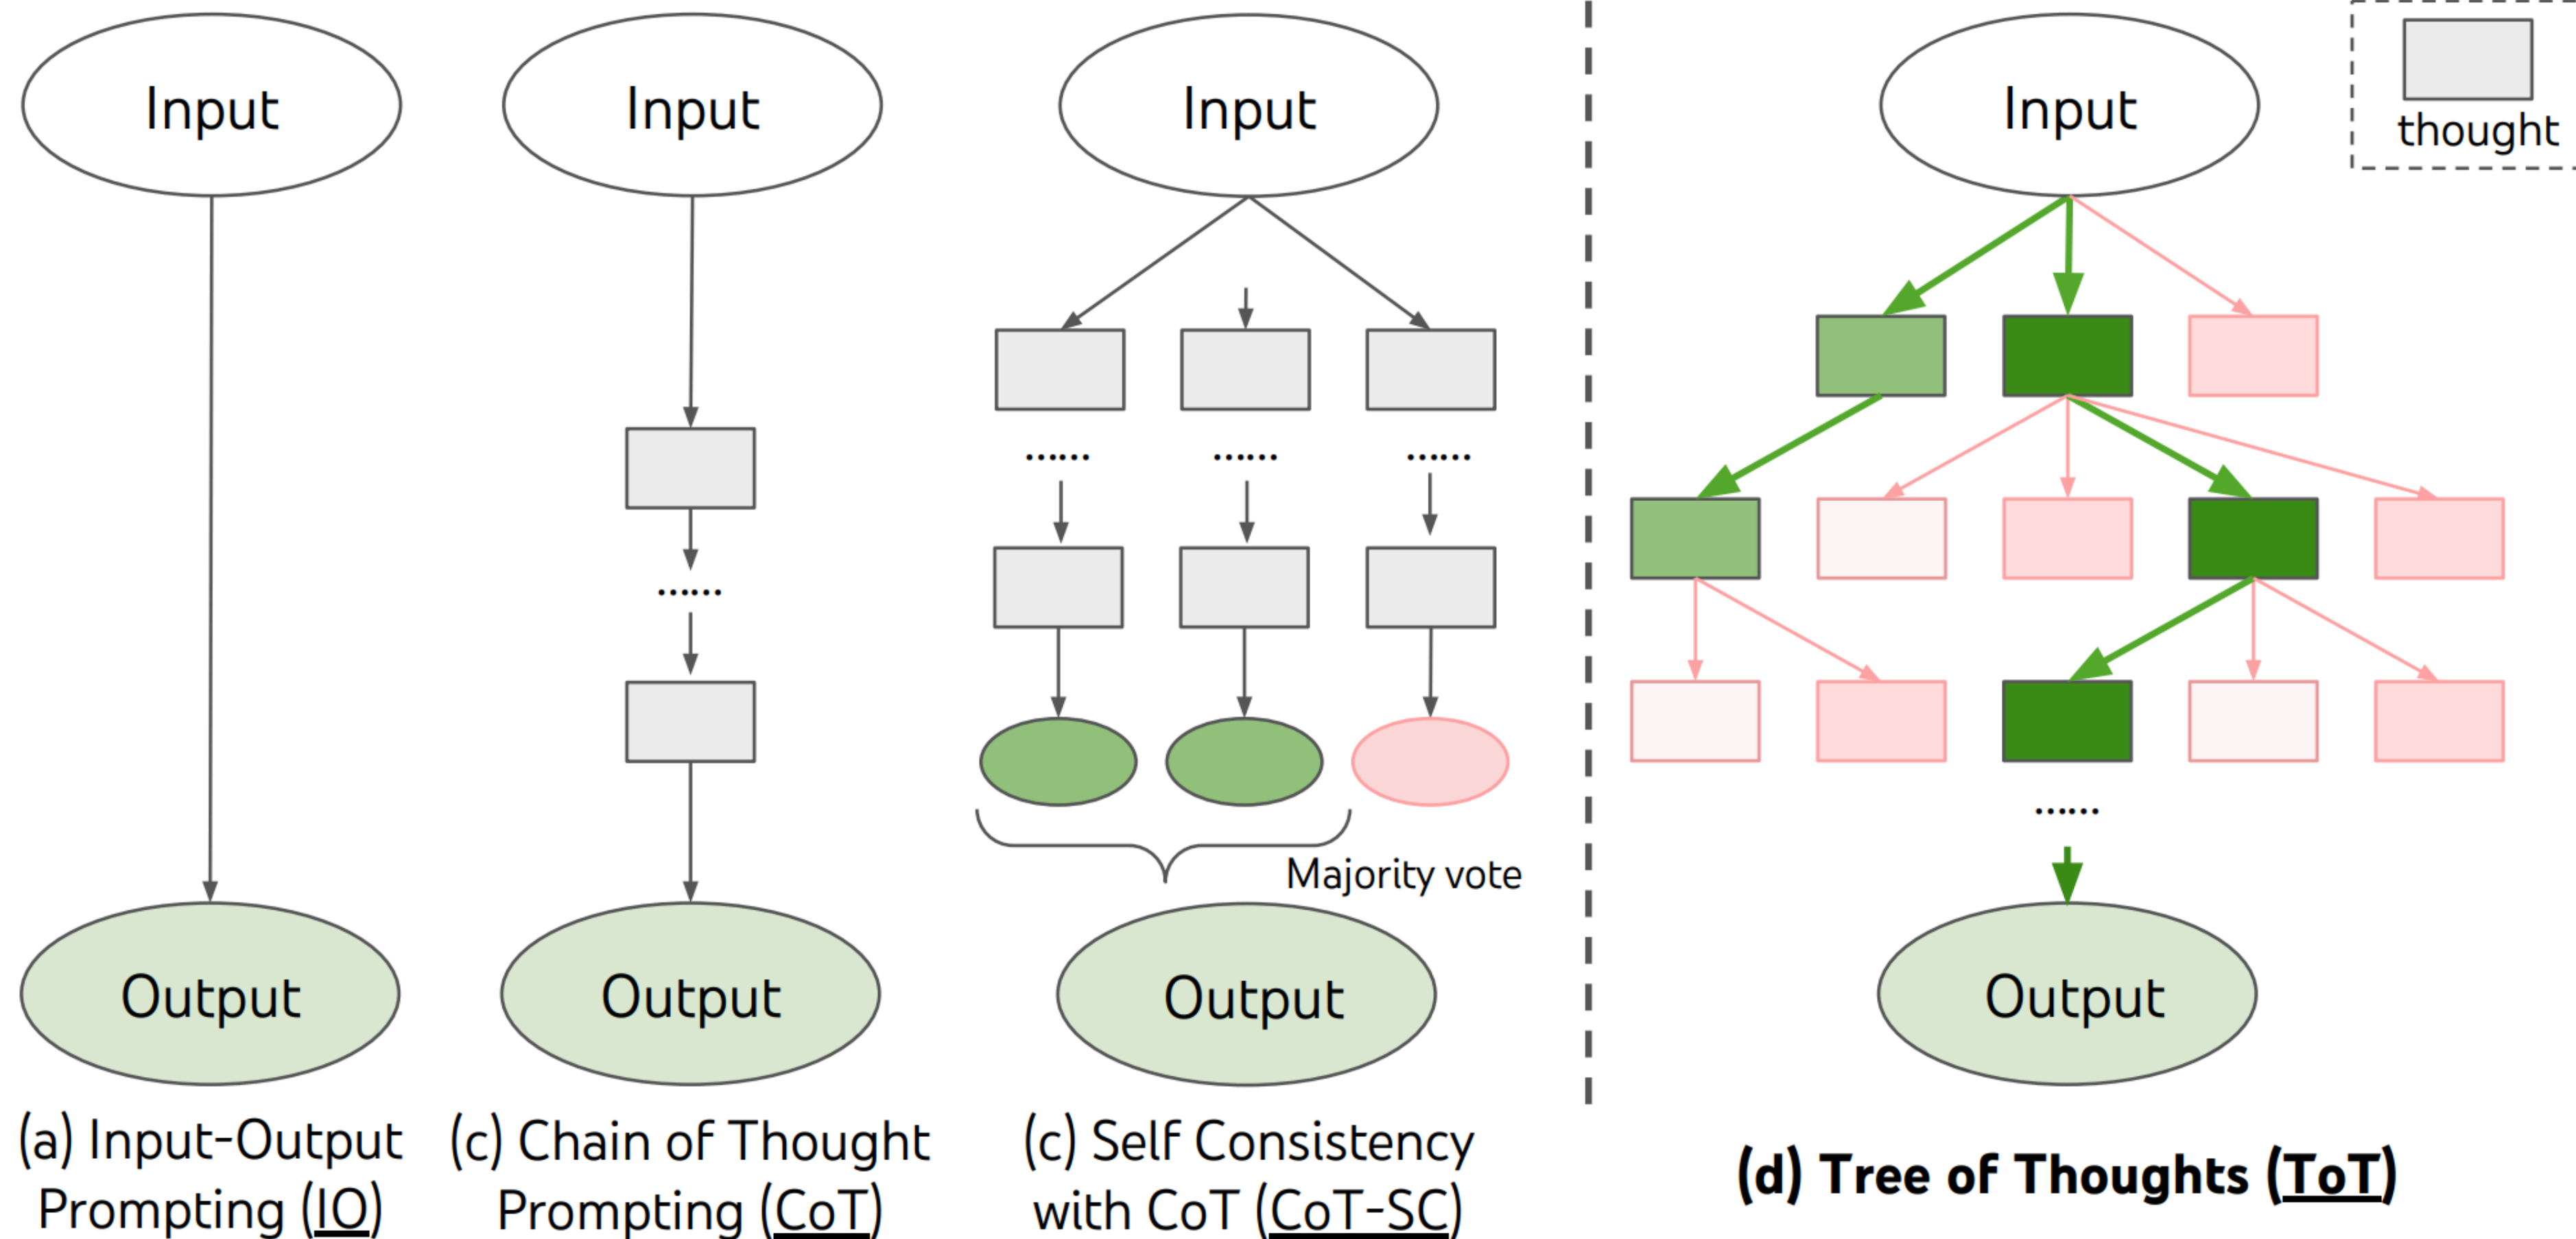 Input
Output
(a) Input-Output
Prompting (IO)
Input
......
Output
(c) Chain of Thought
Prompting (CoT)
Input
...... ...... ......
Majority vote
Output
(c) Self Consistency
with CoT (CoT-SC)
Input
......
Output
(d) Tree of Thoughts (ToT)
thought